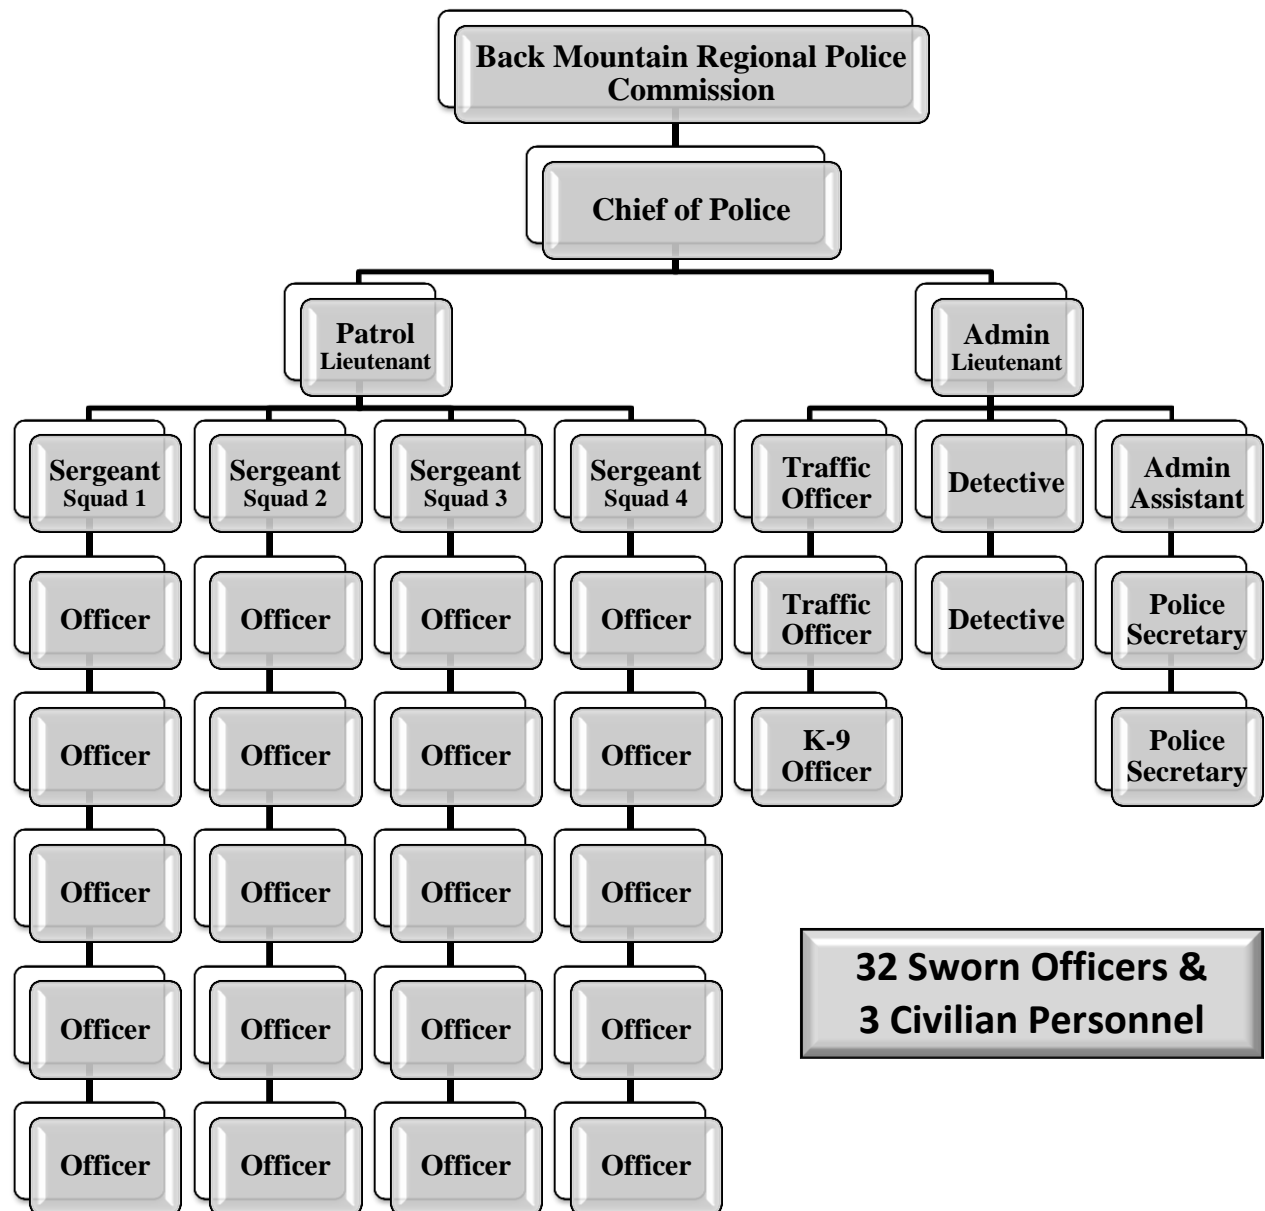 Back Mountain Regional Police
Commission
Chief of Police
Patrol
Lieutenant
Admin
Lieutenant
Sergeant
Squad 1
Sergeant
Squad 2
Sergeant
Squad 3
Sergeant
Squad 4
Traffic
Officer
Detective
Admin
Assistant
Officer
Officer
Officer
Officer
Traffic
Officer
Detective
Police
Secretary
Officer
Officer
Officer
Officer
K-9
Officer
Police
Secretary
Officer
Officer
Officer
Officer
32 Sworn Officers &
3 Civilian Personnel
Officer
Officer
Officer
Officer
Officer
Officer
Officer
Officer